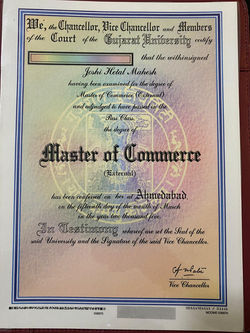 We, the Chancellor, Vice Chancellor and Members
of the Court of the Gujarat University certify
that the withinsigned
Joshi Hetal Mahesh
having been examined for the degree of
Master of Commerce (External)
and adjudged to have passed in the
Pass Class.
the degree of
Master of Commerce
(External)
has been conferred on her at Ahmedabad
on the fifteenth day of the month of March
in the year two thousand five.
In Testimony whereof are set the Seal of the
said University and the Signature of the said Vice Chancellor.
Vice Chancellor